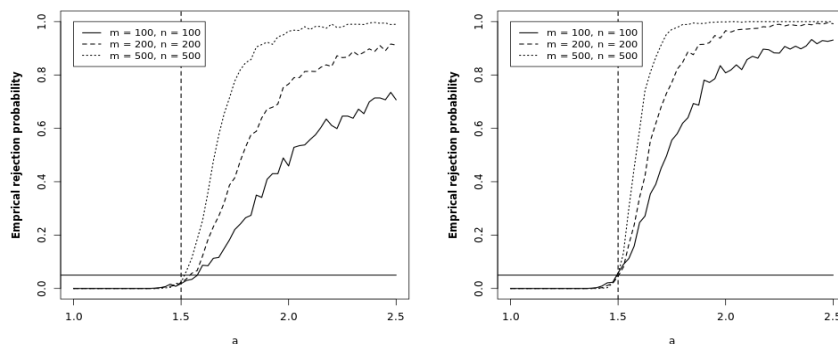 Emprical rejection probability
1.0
0.8
0.6
0.4
0.2
0.0
m = 100, n = 100
m = 200, n = 200
m = 500, n = 500
1.0 1.5 2.0 2.5
a
Emprical rejection probability
1.0
0.8
0.6
0.4
0.2
0.0
m = 100, n = 100
m = 200, n = 200
m = 500, n = 500
1.0 1.5 2.0 2.5
a